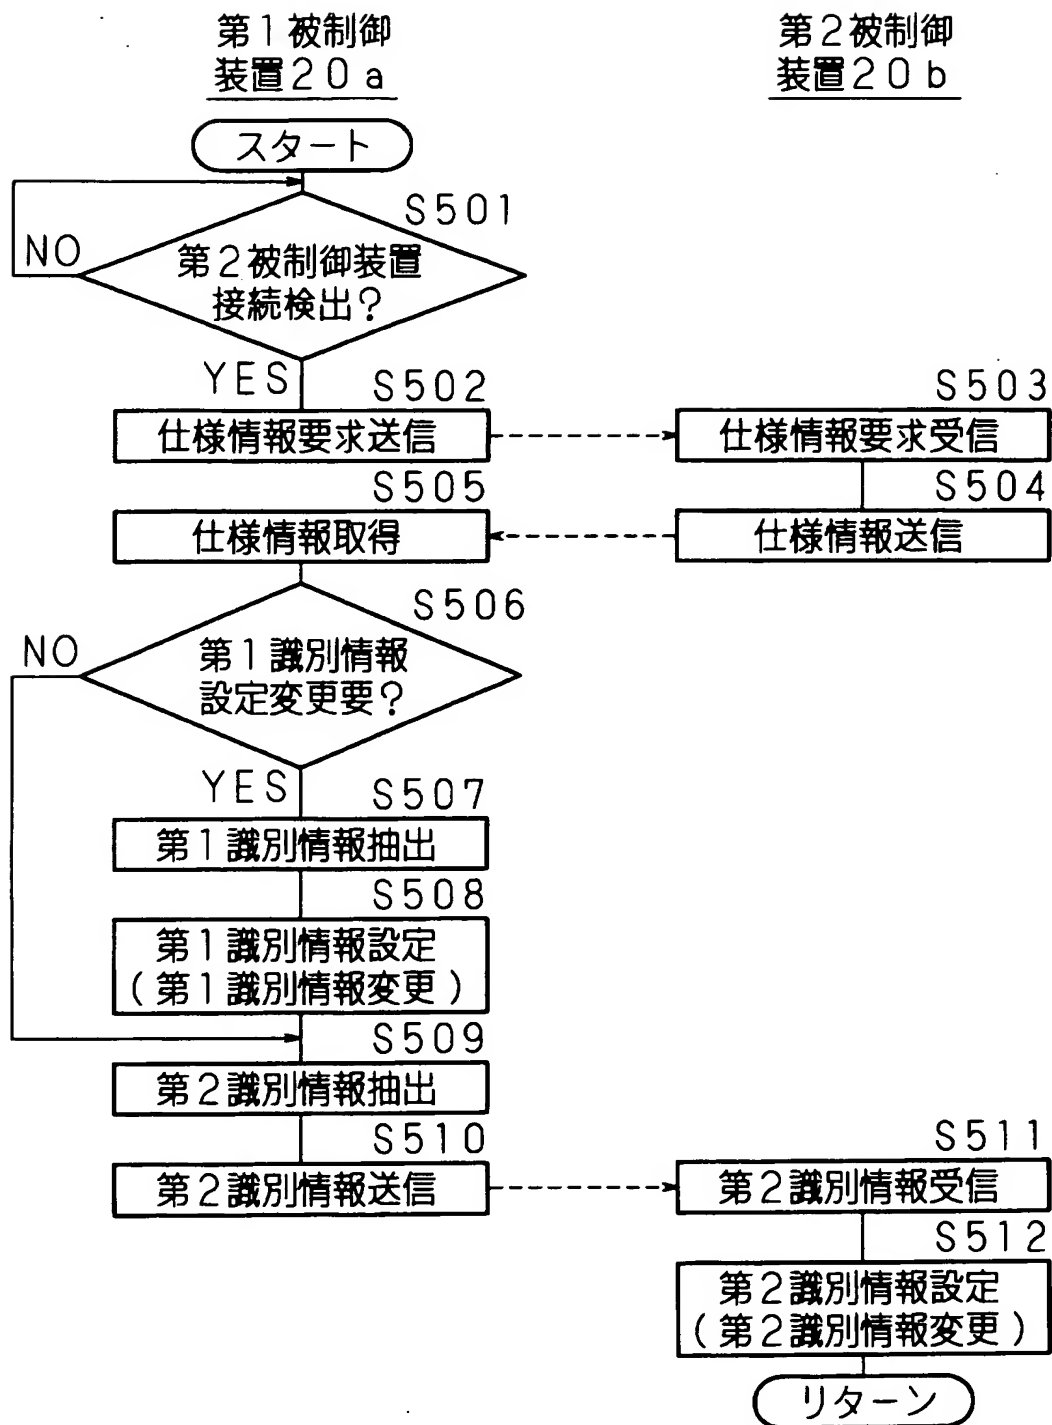 第1被制御
装置20a
第2被制御
装置20b
スタート
S501
NO
第2被制御装置
接続検出?
YES
S502
仕様情報要求送信
S503
仕様情報要求受信
S505
仕様情報取得
S504
仕様情報送信
S506
NO
第1識別情報
設定変更要?
YES
S507
第1識別情報抽出
S508
第1識別情報設定
(第1識別情報変更)
S509
第2識別情報抽出
S510
第2識別情報送信
S511
第2識別情報受信
S512
第2識別情報設定
(第2識別情報変更)
リターン